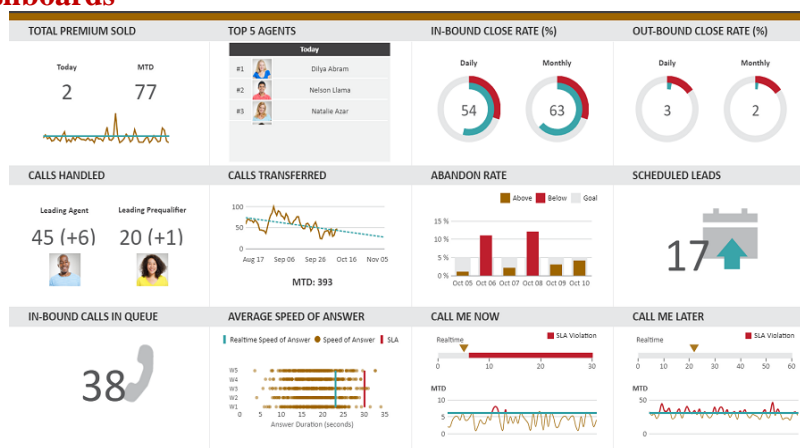 TOTAL PREMIUM SOLD
Today MTD
2 77
TOP 5 AGENTS
Today
#1 Dilya Abram
#2 Nelson Llama
#3 Natalie Azar
IN-BOUND CLOSE RATE (%)
Daily Monthly
54 63
OUT-BOUND CLOSE RATE (%)
Daily Monthly
3 2
CALLS HANDLED
Leading Agent Leading Prequalifier
45 (+6) 20 (+1)
CALLS TRANSFERRED
100
50
0
Aug 17 Sep 06 Sep 26 Oct 16 Nov 05
MTD: 393
ABANDON RATE
Above Below Goal
15 %
10 %
5 %
0 %
Oct 05 Oct 06 Oct 07 Oct 08 Oct 09 Oct 10
SCHEDULED LEADS
17
IN-BOUND CALLS IN QUEUE
38
AVERAGE SPEED OF ANSWER
Realtime Speed of Answer Speed of Answer SLA
W5
W4
W3
W2
W1
0 5 10 15 20 25 30 35
Answer Duration (seconds)
CALL ME NOW
Realtime SLA Violation
0 10 20 30
MTD
10
5
0
CALL ME LATER
Realtime SLA Violation
0 10 20 30 40 50 60
MTD
50
0